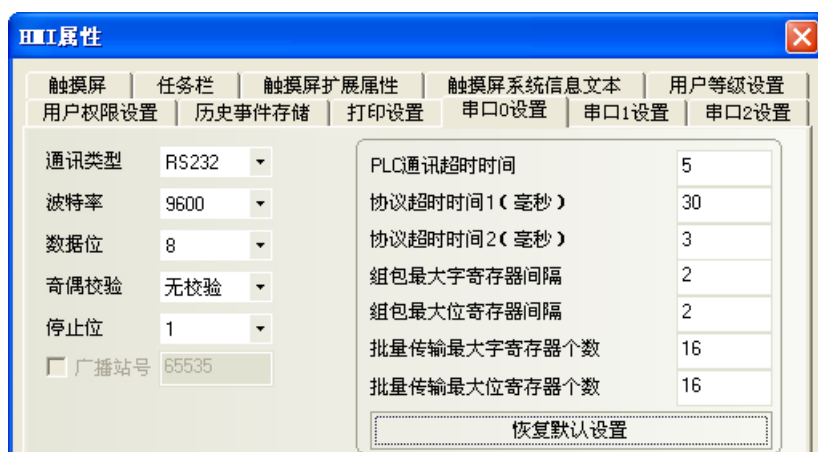 HMI属性
触摸屏 任务栏 触摸屏扩展属性 触摸屏系统信息文本 用户等级设置
用户权限设置 历史事件存储 打印设置 串口0设置 串口1设置 串口2设置
通讯类型 RS232
波特率 9600
数据位 8
奇偶校验 无校验
停止位 1
广播站号 65535
PLC通讯超时时间 5
协议超时时间1(毫秒) 30
协议超时时间2(毫秒) 3
组包最大字寄存器间隔 2
组包最大位寄存器间隔 2
批量传输最大字寄存器个数 16
批量传输最大位寄存器个数 16
恢复默认设置